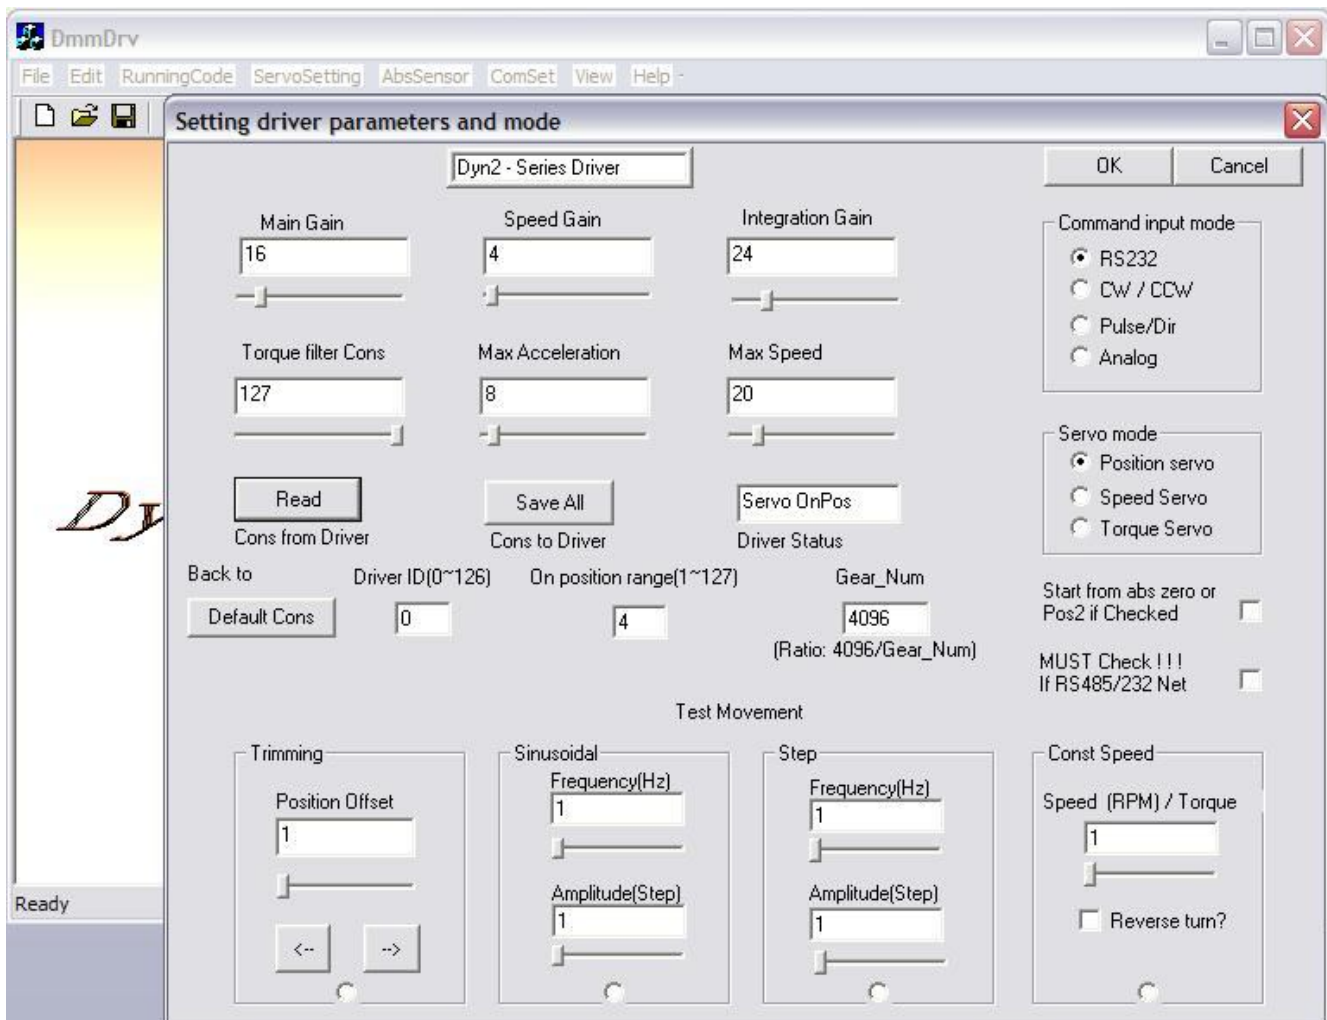 DmmDrv
File Edit RunningCode ServoSetting AbsSensor ComSet View Help
Setting driver parameters and mode
Dyn2 - Series Driver
OK Cancel
Main Gain Speed Gain Integration Gain
16 4 24
Command input mode
RS232
CW / CCW
Pulse/Dir
Analog
Torque filter Cons Max Acceleration Max Speed
127 8 20
Servo mode
Position servo
Speed Servo
Torque Servo
Read Save All Servo OnPos
Cons from Driver Cons to Driver Driver Status
Back to Driver ID(0~126) On position range(1~127) Gear_Num
Default Cons 0 4 4096
(Ratio: 4096/Gear_Num)
Start from abs zero or
Pos2 if Checked
MUST Check ! ! !
If RS485/232 Net
Test Movement
Trimming
Position Offset
1
<-- -->
Sinusoidal
Frequency(Hz)
1
Amplitude(Step)
1
Step
Frequency(Hz)
1
Amplitude(Step)
1
Const Speed
Speed (RPM) / Torque
1
Reverse turn?
Dy
Ready